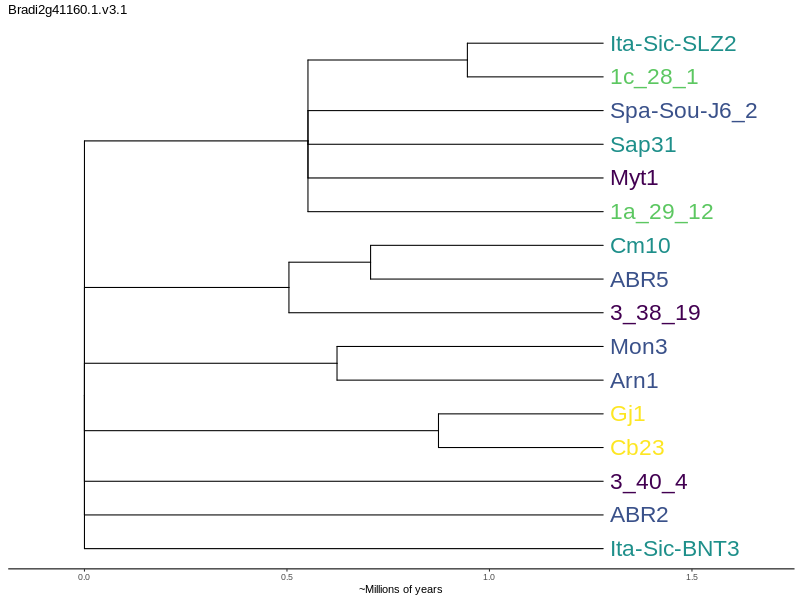 Bradi2g41160.1.v3.1
Ita-Sic-SLZ2
1c_28_1
Spa-Sou-J6_2
Sap31
Myt1
1a_29_12
Cm10
ABR5
3_38_19
Mon3
Arn1
Gj1
Cb23
3_40_4
ABR2
Ita-Sic-BNT3
0.0 0.5 1.0 1.5
~Millions of years